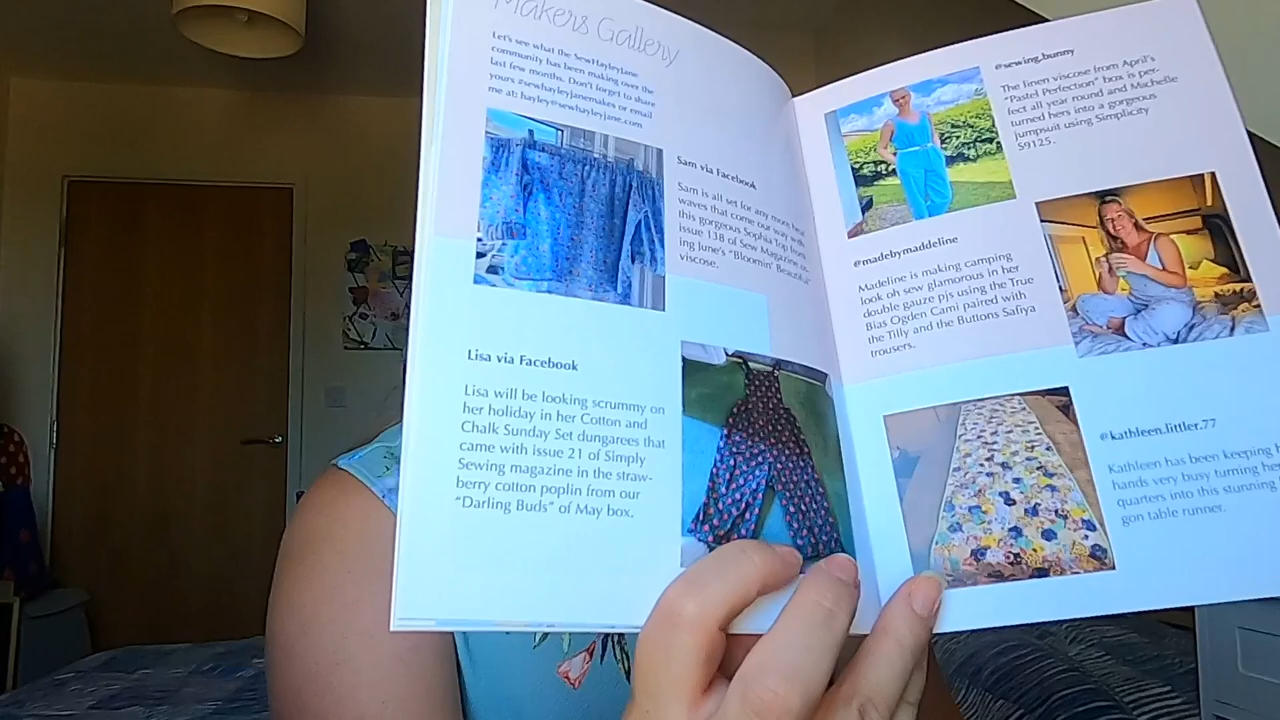 Makers Gallery
Let's see what the SewHayleyJane
community has been making over the
last few months. Don't forget to share
yours #sewhayleyjanemakes or email
me at: hayley@sewhayleyjane.com
Sam via Facebook
Sam is all set for any more heat
waves that come our way with
this gorgeous Sophia Top from
issue 138 of Sew Magazine
ing June's "Bloomin' Beautiful"
viscose.
Lisa via Facebook
Lisa will be looking scrummy on
her holiday in her Cotton and
Chalk Sunday Set dungarees that
came with issue 21 of Simply
Sewing magazine in the straw-
berry cotton poplin from our
"Darling Buds" of May box.
@sewing.bunny
The linen viscose from April's
"Pastel Perfection" box is per-
fect all year round and Michelle
turned hers into a gorgeous
jumpsuit using Simplicity
S9125.
@madebymaddeline
Madeline is making camping
look oh sew glamorous in her
double gauze pjs using the True
Bias Ogden Cami paired with
the Tilly and the Buttons Safiya
trousers.
@kathleen.littler.77
Kathleen has been keeping
hands very busy turning her
quarters into this stunning
gon table runner.